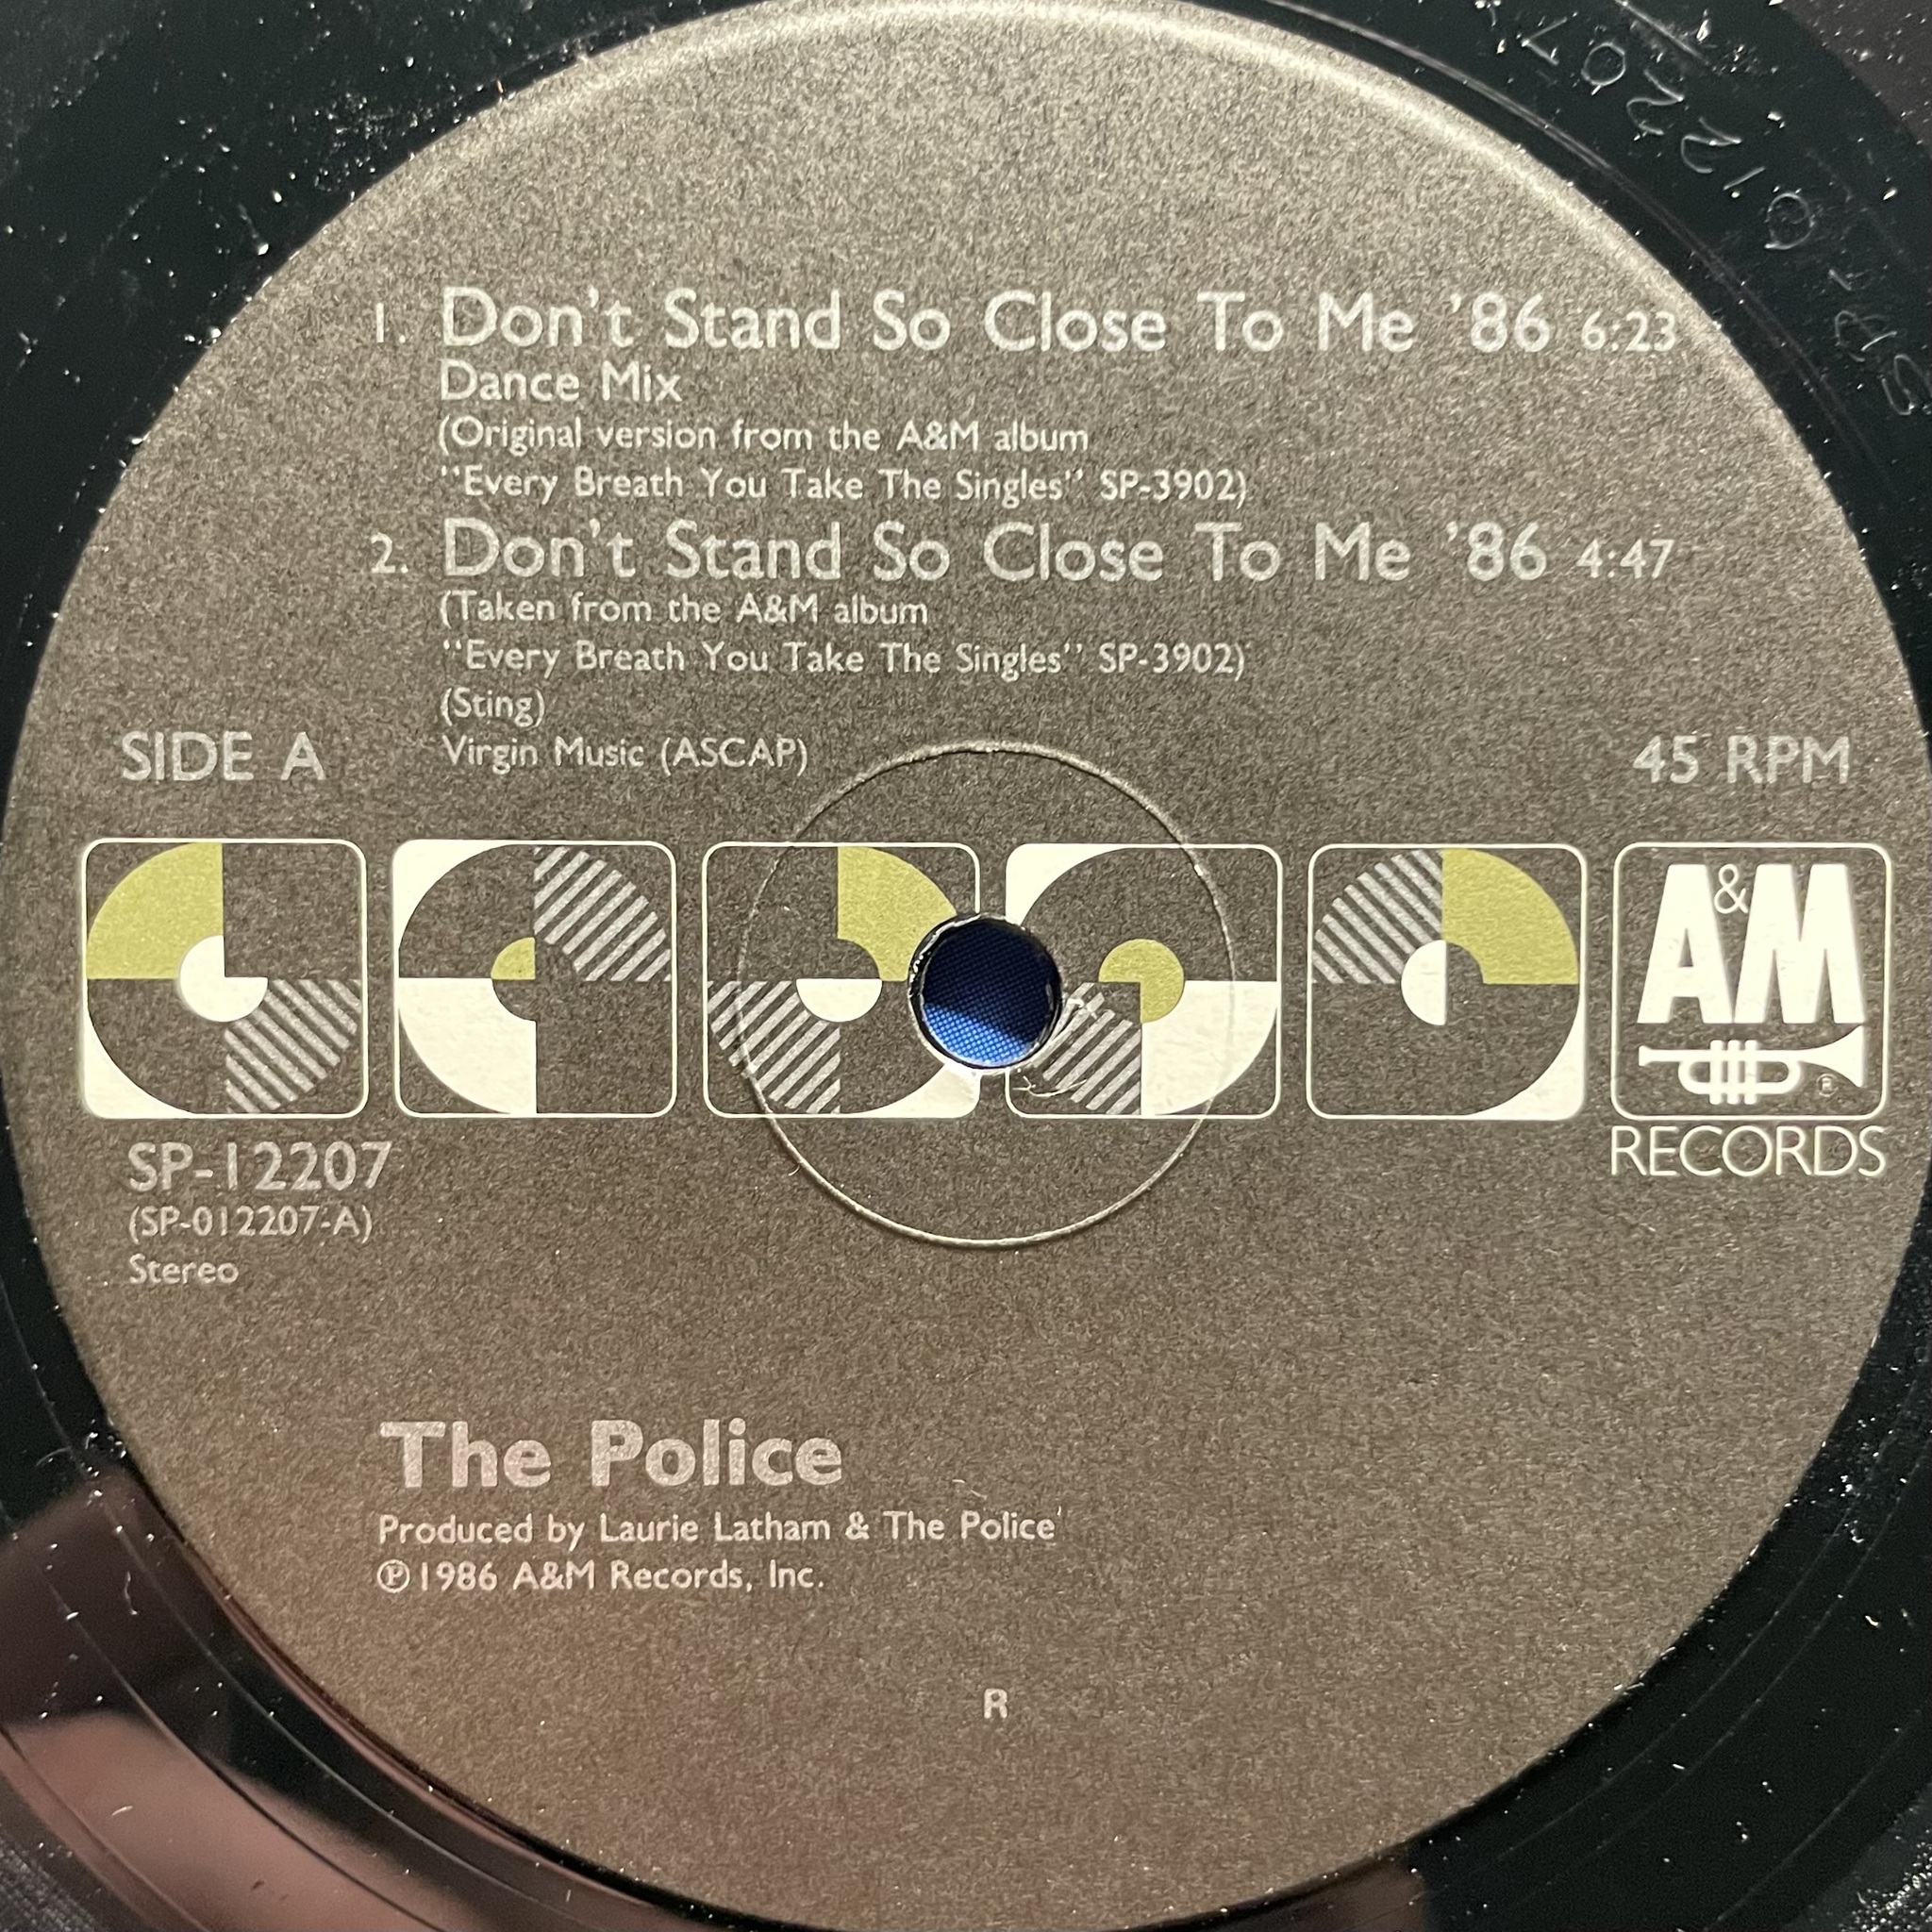 1. Don't Stand So Close To Me '86 6:23
Dance Mix
(Original version from the A&M album
"Every Breath You Take The Singles" SP-3902)
2. Don't Stand So Close To Me '86 4:47
(Taken from the A&M album
"Every Breath You Take The Singles" SP-3902)
(Sting)
Virgin Music (ASCAP)
SIDE A
45 RPM
A&M
®
RECORDS
SP-12207
(SP-012207-A)
Stereo
The Police
Produced by Laurie Latham & The Police
℗1986 A&M Records, Inc.
R
SP-012207